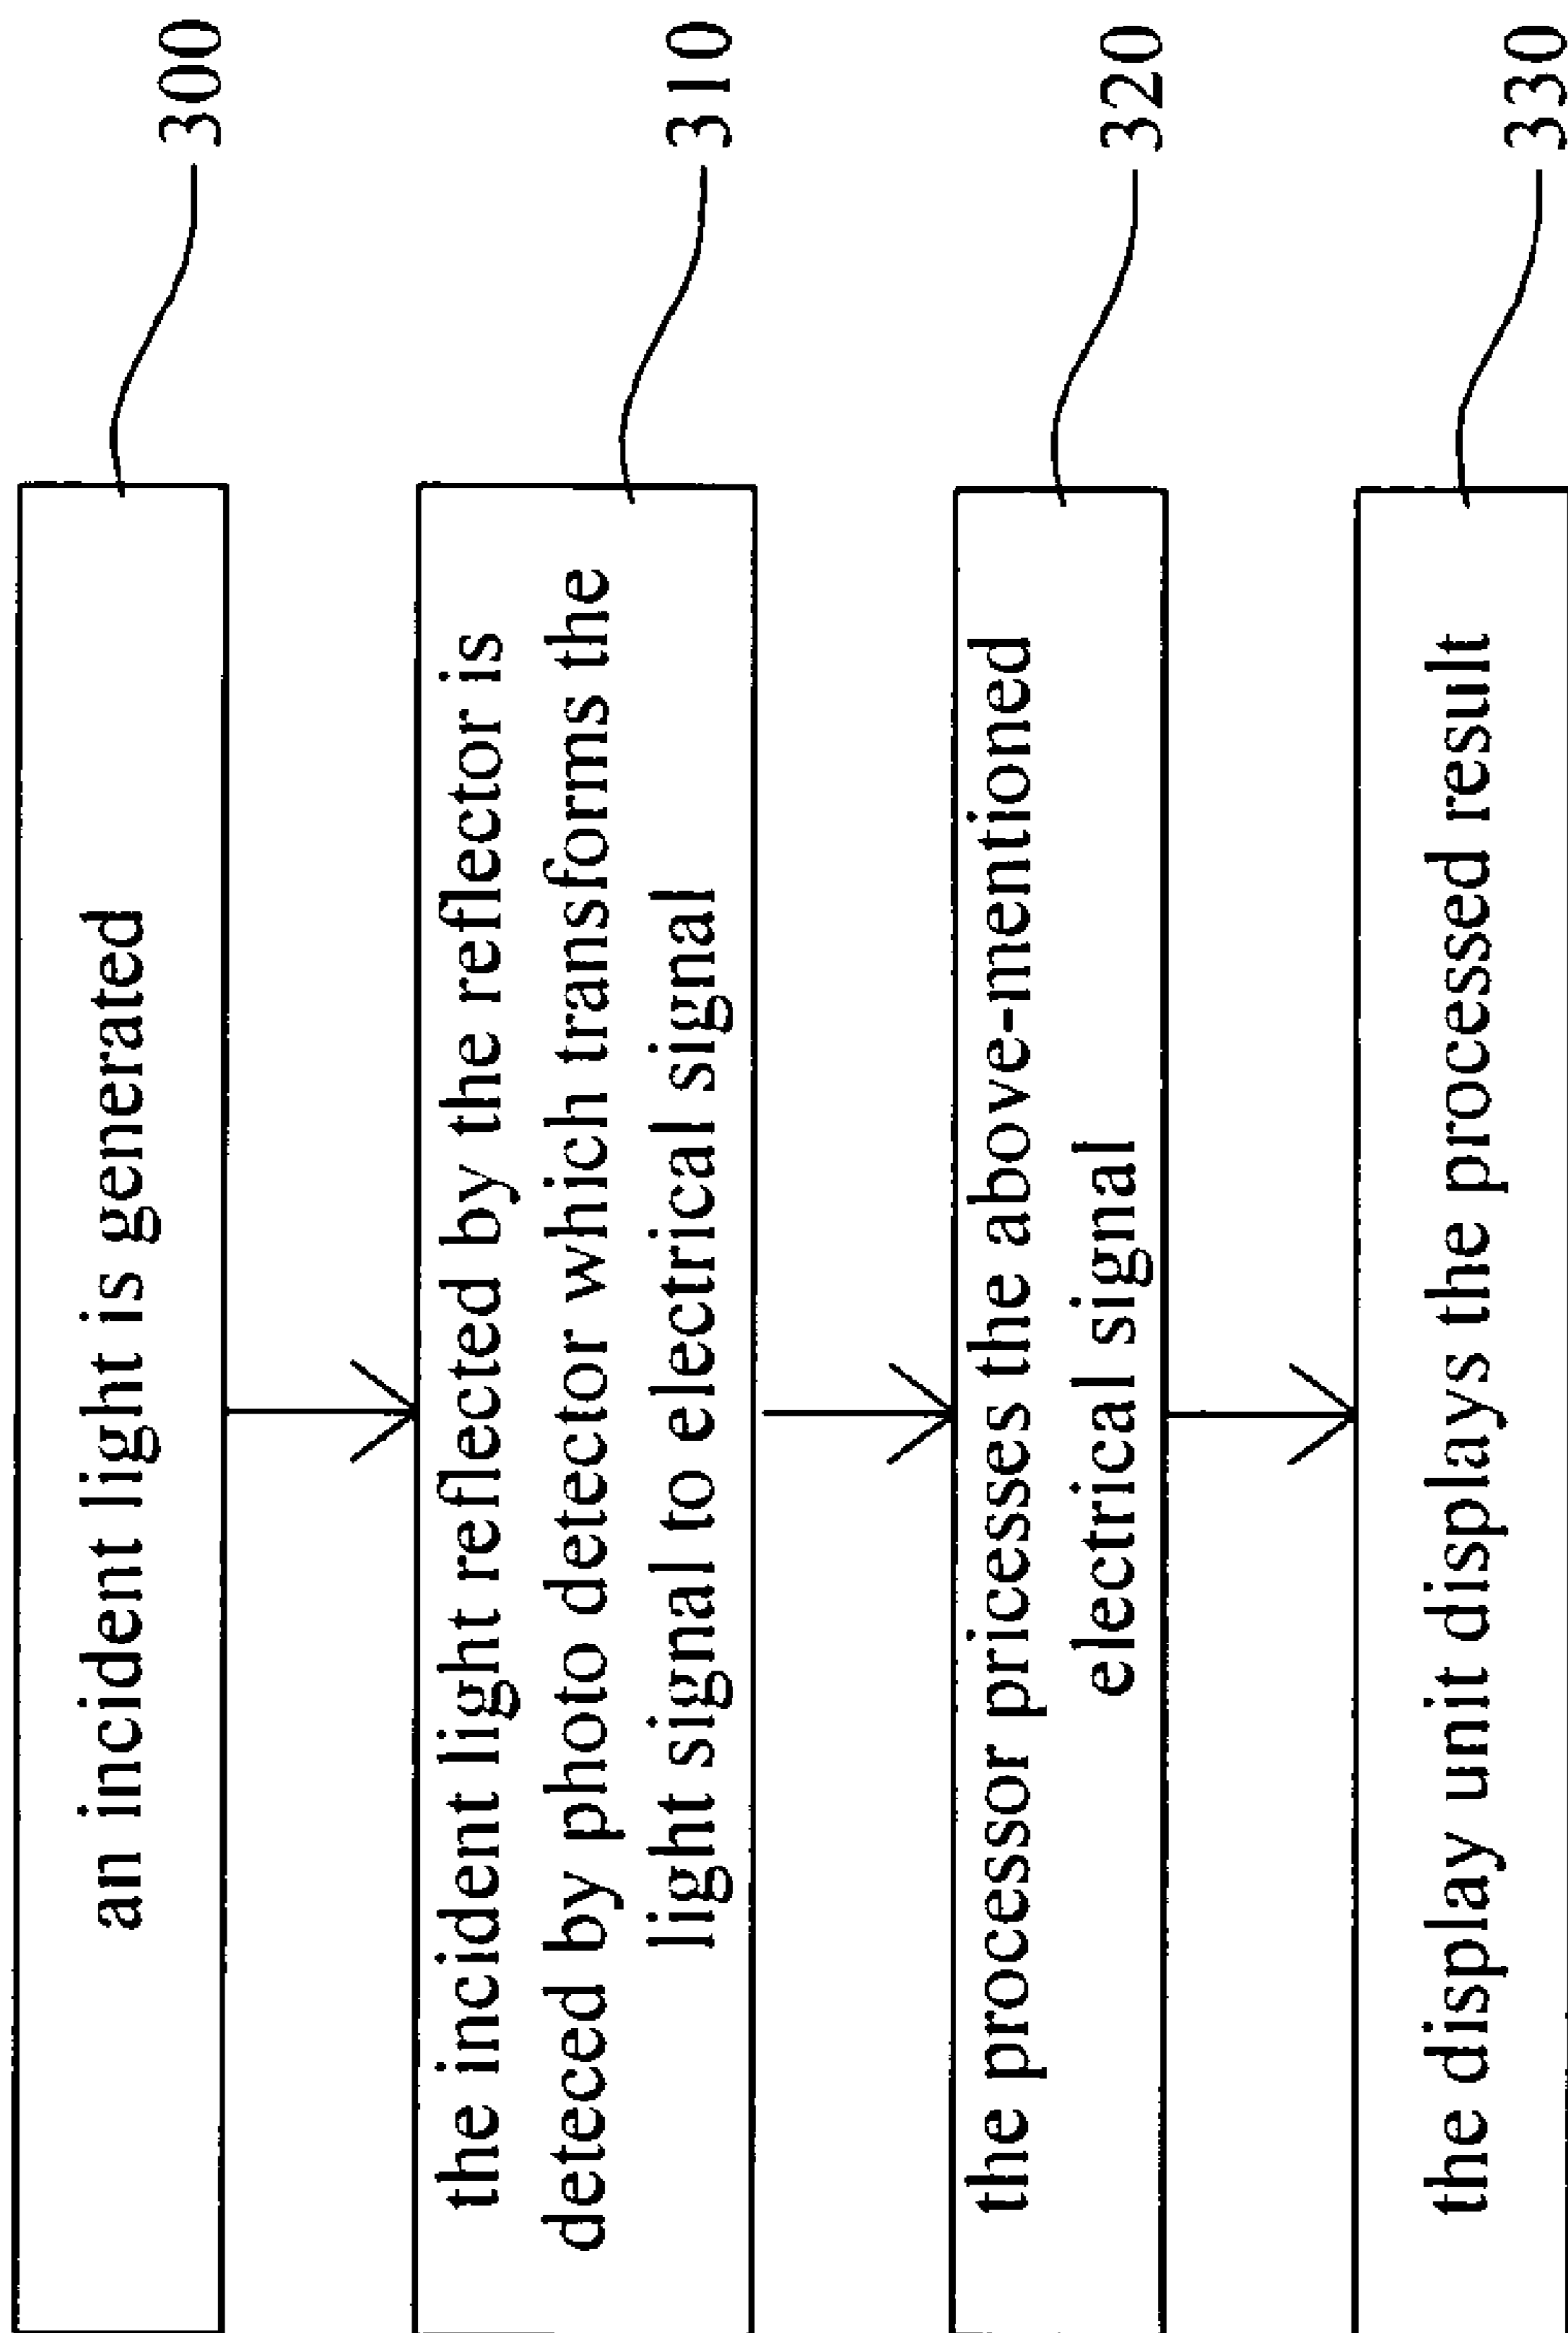 an incident light is generated
300
the incident light reflected by the reflector is
deteced by photo detector which transforms the
light signal to electrical signal
310
the processor pricesses the above-mentioned
electrical signal
320
the display unit displays the processed result
330